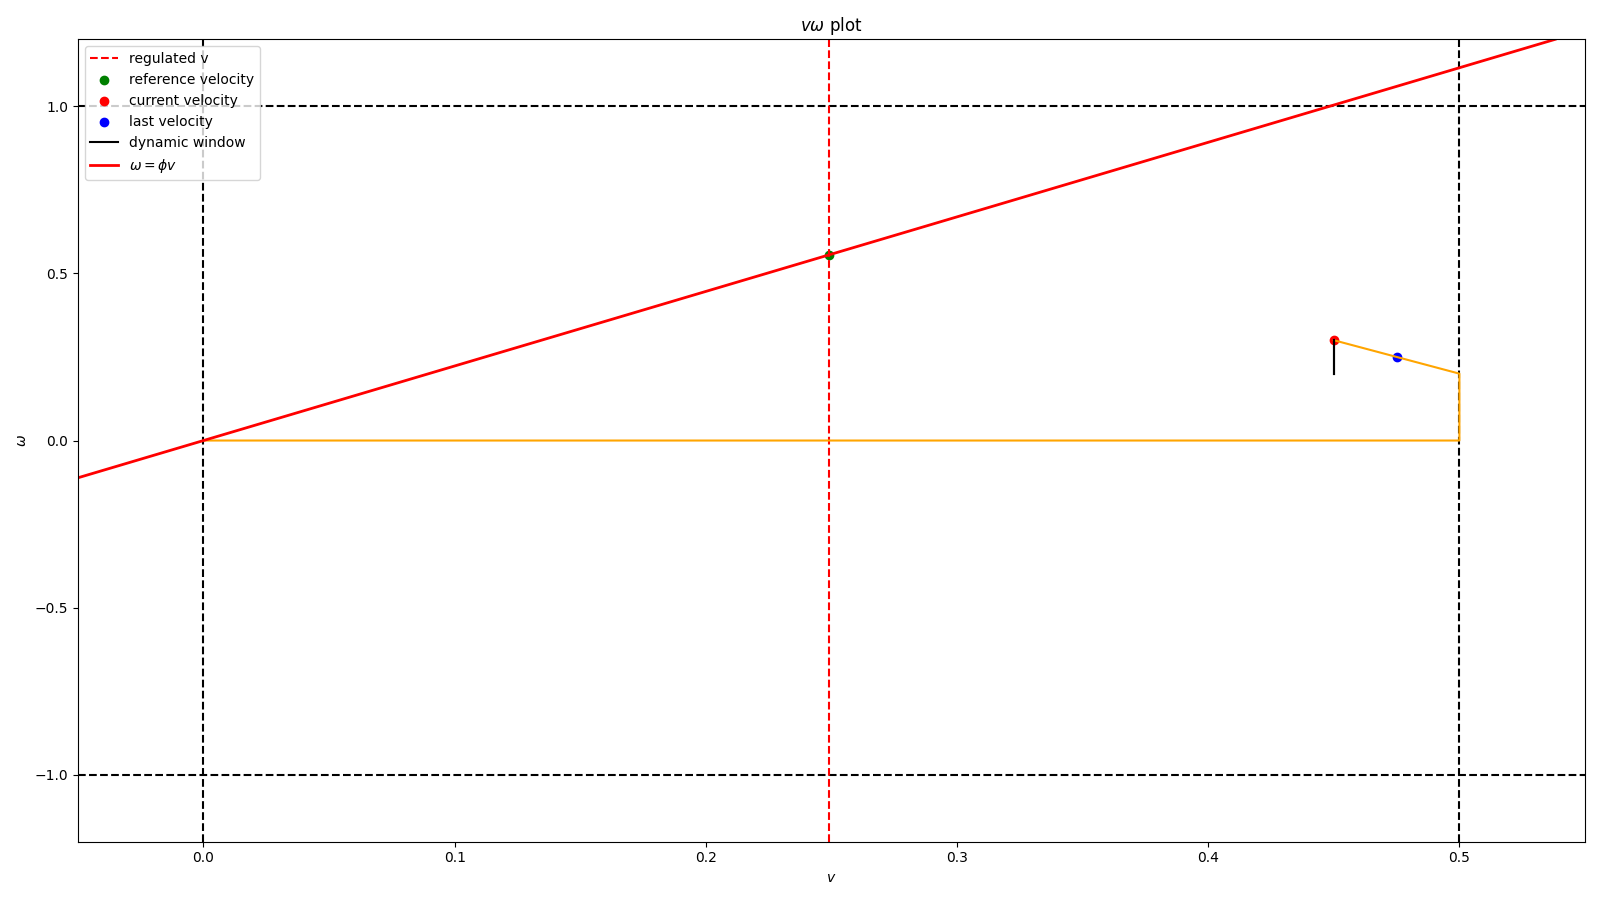 vω plot
regulated v
reference velocity
current velocity
last velocity
dynamic window
ω = ϕv
1.0
0.5
0.0
−0.5
−1.0
ω
0.0 0.1 0.2 0.3 0.4 0.5
v